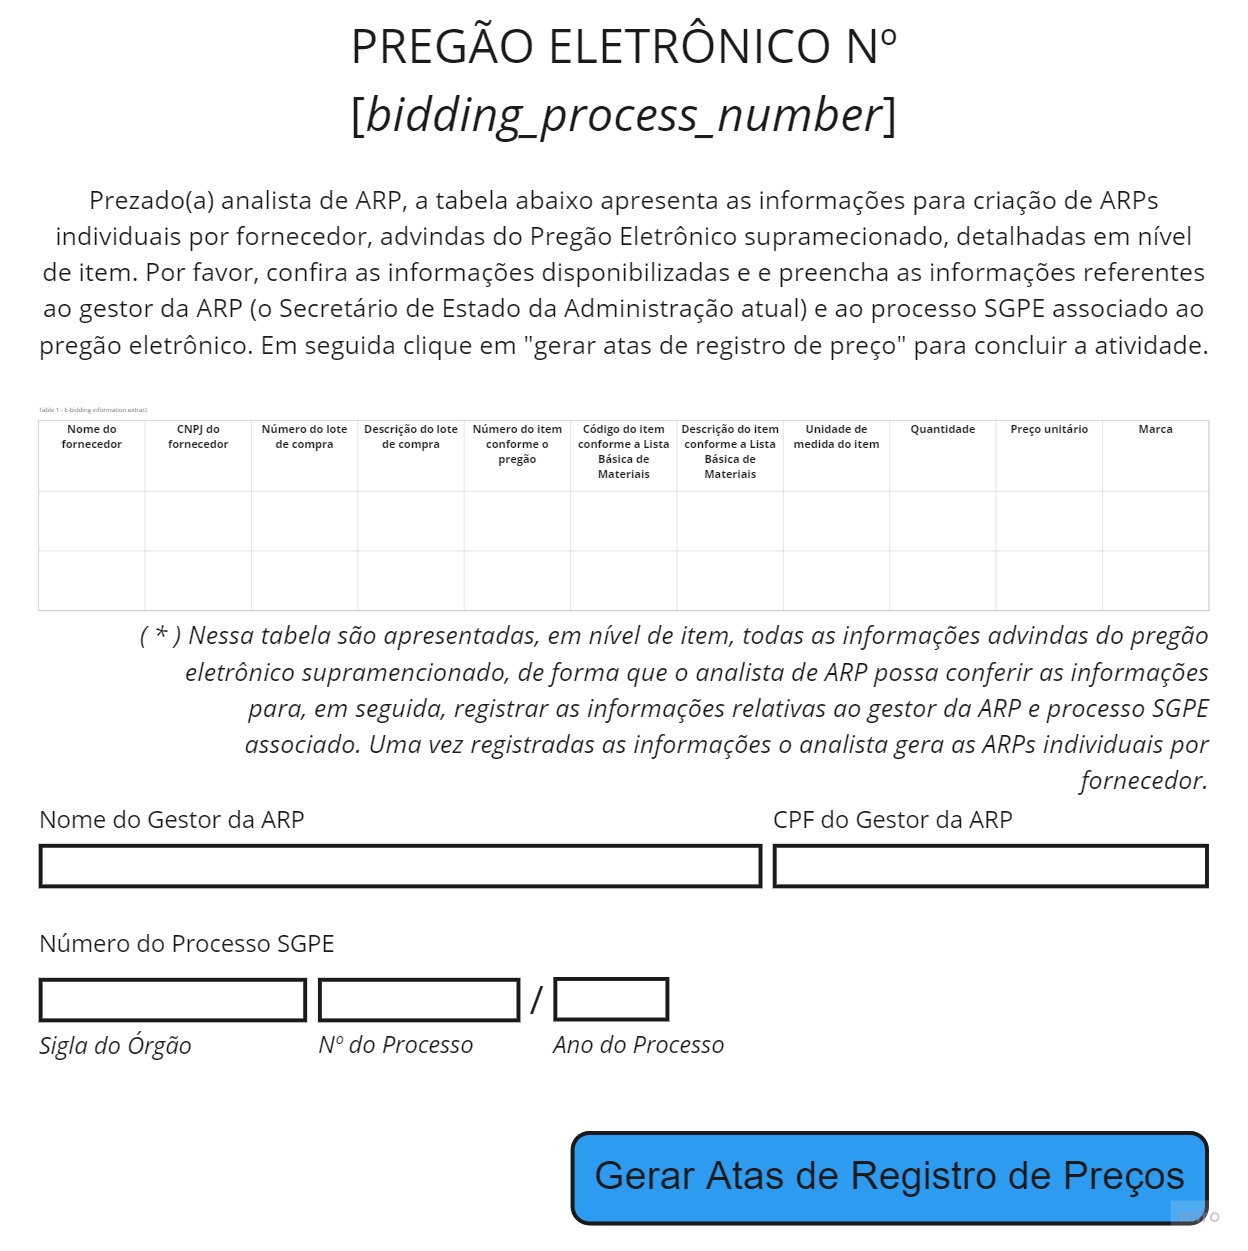 PREGÃO ELETRÔNICO Nº
[bidding_process_number]
Prezado(a) analista de ARP, a tabela abaixo apresenta as informações para criação de ARPs
individuais por fornecedor, advindas do Pregão Eletrônico supramecionado, detalhadas em nível
de item. Por favor, confira as informações disponibilizadas e e preencha as informações referentes
ao gestor da ARP (o Secretário de Estado da Administração atual) e ao processo SGPE associado ao
pregão eletrônico. Em seguida clique em "gerar atas de registro de preço" para concluir a atividade.
Table 1 - E-bidding information extract
Nome do
fornecedor
CNPJ do
fornecedor
Número do lote
de compra
Descrição do lote
de compra
Número do item
conforme o
pregão
Código do item
conforme a Lista
Básica de
Materiais
Descrição do item
conforme a Lista
Básica de
Materiais
Unidade de
medida do item
Quantidade
Preço unitário
Marca
( * ) Nessa tabela são apresentadas, em nível de item, todas as informações advindas do pregão
eletrônico supramencionado, de forma que o analista de ARP possa conferir as informações
para, em seguida, registrar as informações relativas ao gestor da ARP e processo SGPE
associado. Uma vez registradas as informações o analista gera as ARPs individuais por
fornecedor.
Nome do Gestor da ARP
CPF do Gestor da ARP
Número do Processo SGPE
/
Sigla do Órgão
Nº do Processo
Ano do Processo
Gerar Atas de Registro de Preços
miro